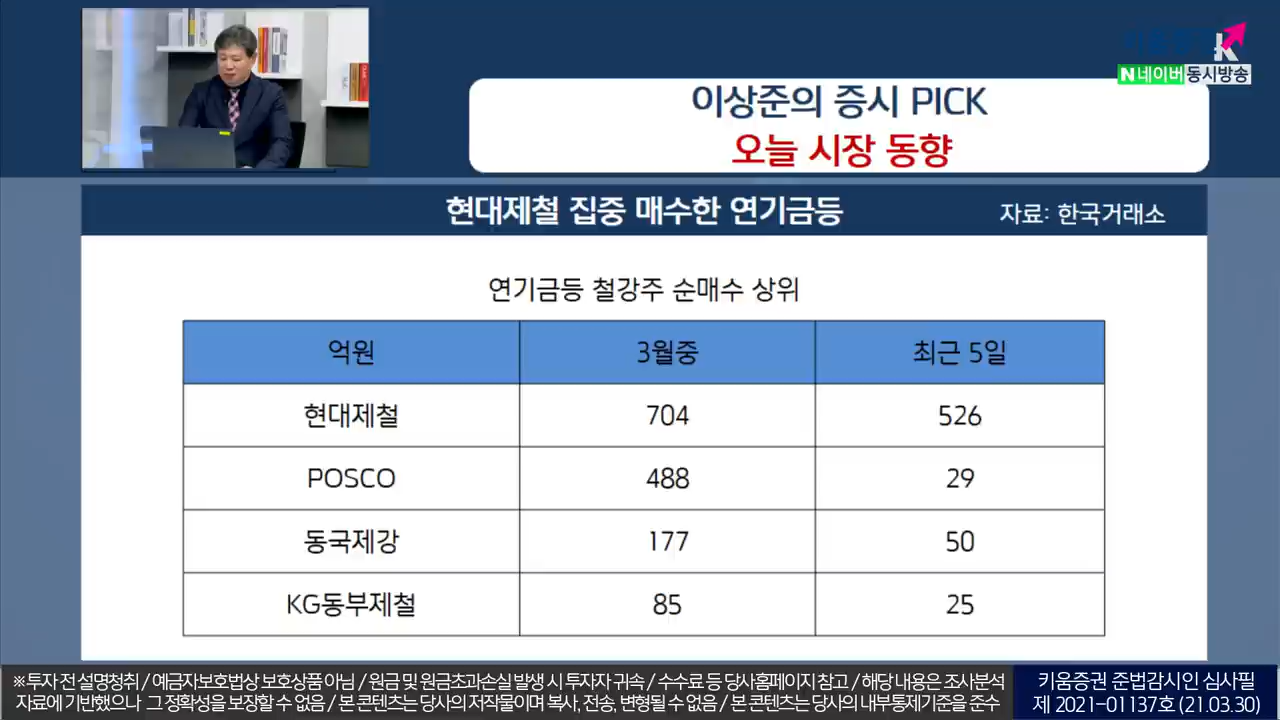 키움증권
N네이버 동시방송
이상준의 증시 PICK
오늘 시장 동향
현대제철 집중 매수한 연기금등
자료: 한국거래소
연기금등 철강주 순매수 상위
억원 3월중 최근 5일
현대제철 704 526
POSCO 488 29
동국제강 177 50
KG동부제철 85 25
※투자 전 설명청취 / 예금자보호법상 보호상품 아님 / 원금 및 원금초과손실 발생 시 투자자 귀속 / 수수료 등 당사홈페이지 참고 / 해당 내용은 조사분석
자료에 기반했으나 그 정확성을 보장할 수 없음 / 본 콘텐츠는 당사의 저작물이며 복사, 전송, 변형될 수 없음 / 본 콘텐츠는 당사의 내부통제기준을 준수
키움증권 준법감시인 심사필
제 2021-01137호 (21.03.30)